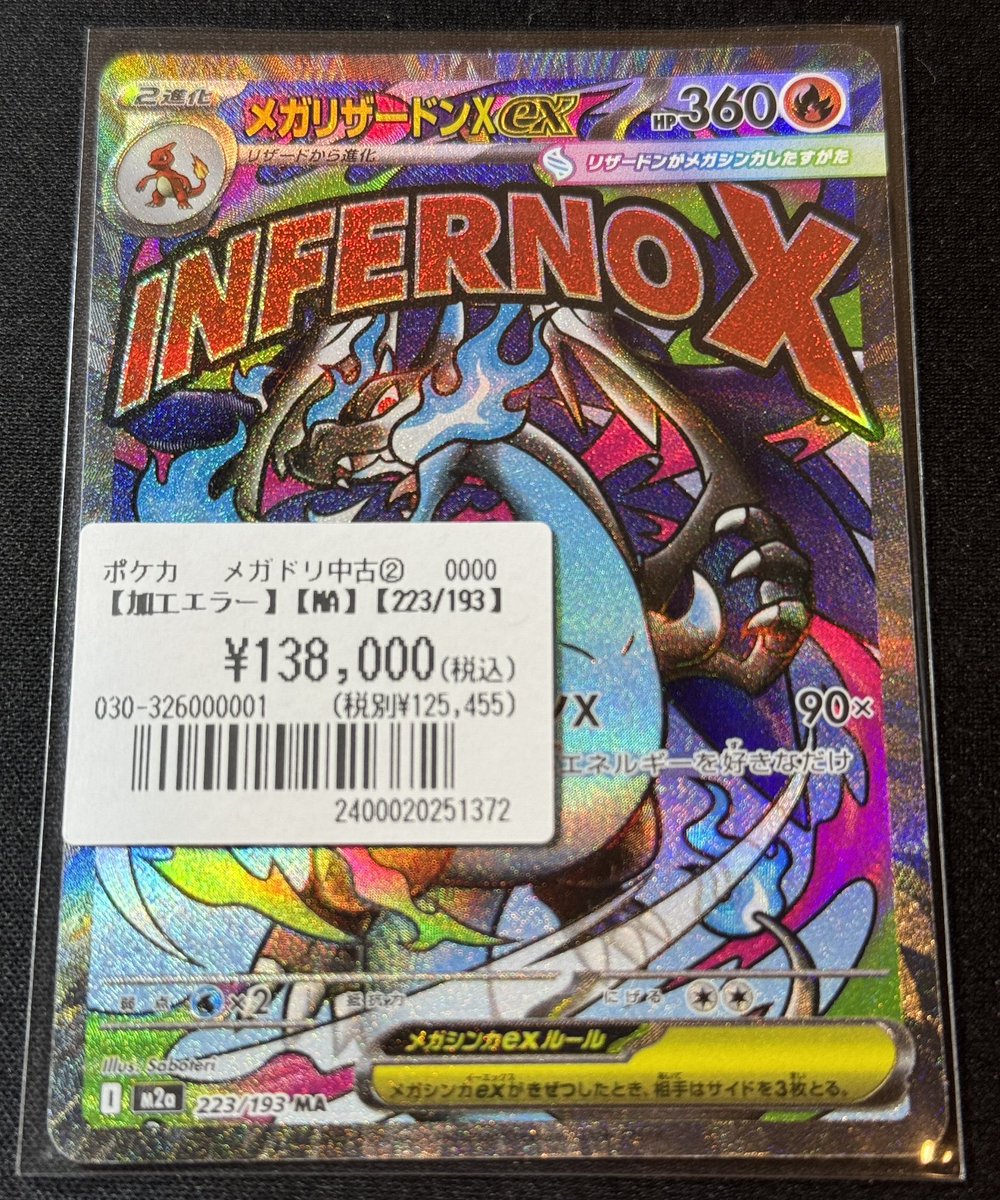 2進化
メガリザードンXex
HP360
リザードから進化
リザードンがメガシンカしたすがた
INFERNO X
ポケカ メガドリ中古② 0000
【加工エラー】【MA】【223/193】
¥138,000(税込)
030-326000001 (税別¥125,455)
2400020251372
X 90×
エネルギーを好きなだけ
弱点 ×2 抵抗力 にげる
メガシンカexルール
メガシンカexがきぜつしたとき、相手はサイドを3枚とる。
Illus. Saboteri
I M2a 223/193 MA